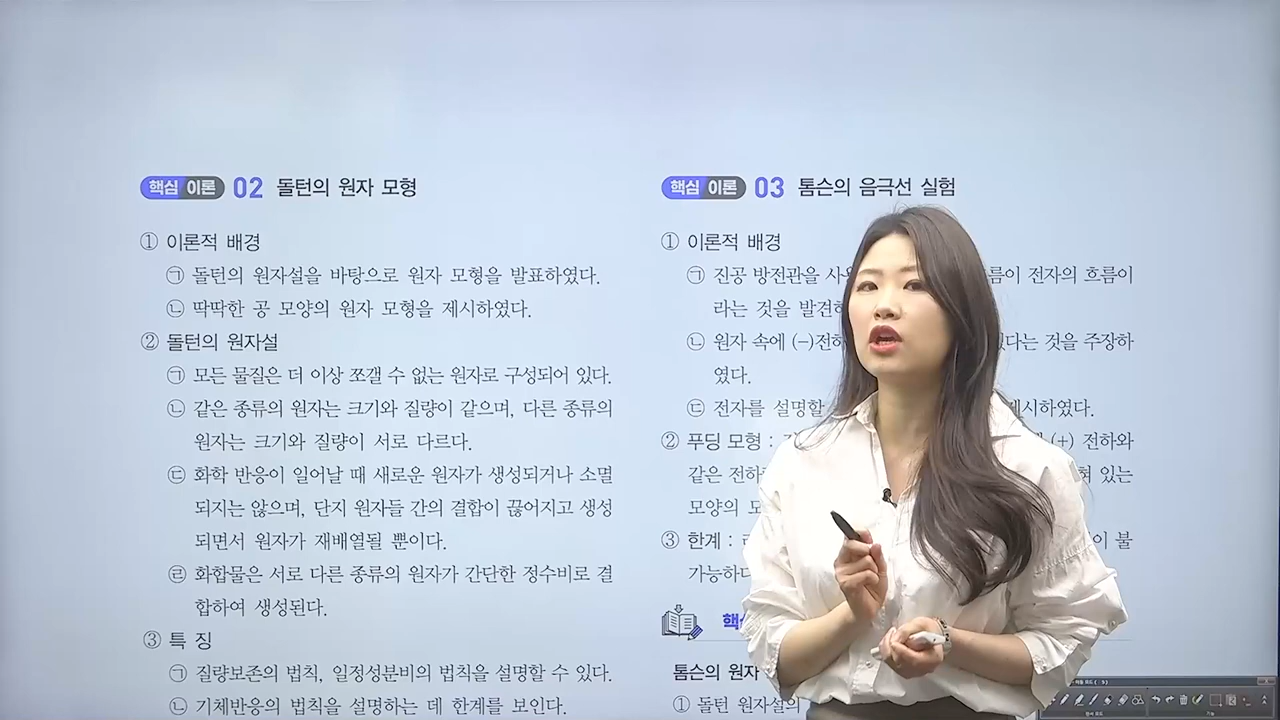 핵심 이론 02 돌턴의 원자 모형
① 이론적 배경
㉠ 돌턴의 원자설을 바탕으로 원자 모형을 발표하였다.
㉡ 딱딱한 공 모양의 원자 모형을 제시하였다.
② 돌턴의 원자설
㉠ 모든 물질은 더 이상 쪼갤 수 없는 원자로 구성되어 있다.
㉡ 같은 종류의 원자는 크기와 질량이 같으며, 다른 종류의
원자는 크기와 질량이 서로 다르다.
㉢ 화학 반응이 일어날 때 새로운 원자가 생성되거나 소멸
되지는 않으며, 단지 원자들 간의 결합이 끊어지고 생성
되면서 원자가 재배열될 뿐이다.
㉣ 화합물은 서로 다른 종류의 원자가 간단한 정수비로 결
합하여 생성된다.
③ 특 징
㉠ 질량보존의 법칙, 일정성분비의 법칙을 설명할 수 있다.
㉡ 기체반응의 법칙을 설명하는 데 한계를 보인다.
핵심 이론 03 톰슨의 음극선 실험
① 이론적 배경
㉠ 진공 방전관을 전자의 흐름이
라는 것을
㉡ 원자 속에 (-)전하 있다는 것을 주장하
였다.
㉢ 전자를 설명할 제시하였다.
② 푸딩 모형 : (+) 전하와
같은 있는
모양의
③ 한계 : 불
톰슨의 원자
① 돌턴 원자설의